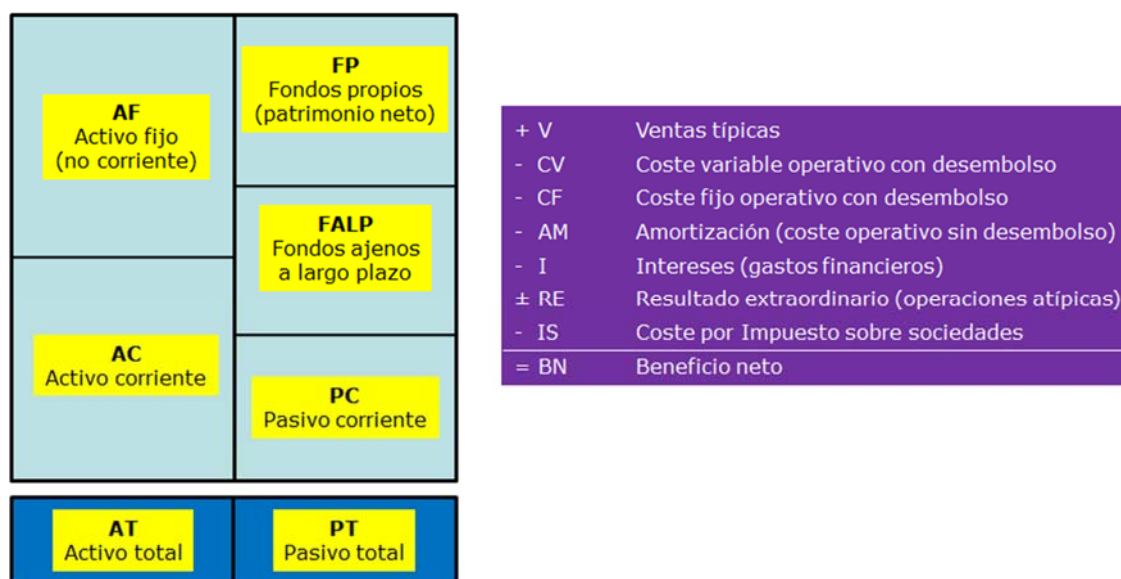 AF
Activo fijo
(no corriente)
AC
Activo corriente
FP
Fondos propios
(patrimonio neto)
FALP
Fondos ajenos
a largo plazo
PC
Pasivo corriente
AT
Activo total
PT
Pasivo total
+ V Ventas típicas
- CV Coste variable operativo con desembolso
- CF Coste fijo operativo con desembolso
- AM Amortización (coste operativo sin desembolso)
- I Intereses (gastos financieros)
± RE Resultado extraordinario (operaciones atípicas)
- IS Coste por Impuesto sobre sociedades
= BN Beneficio neto